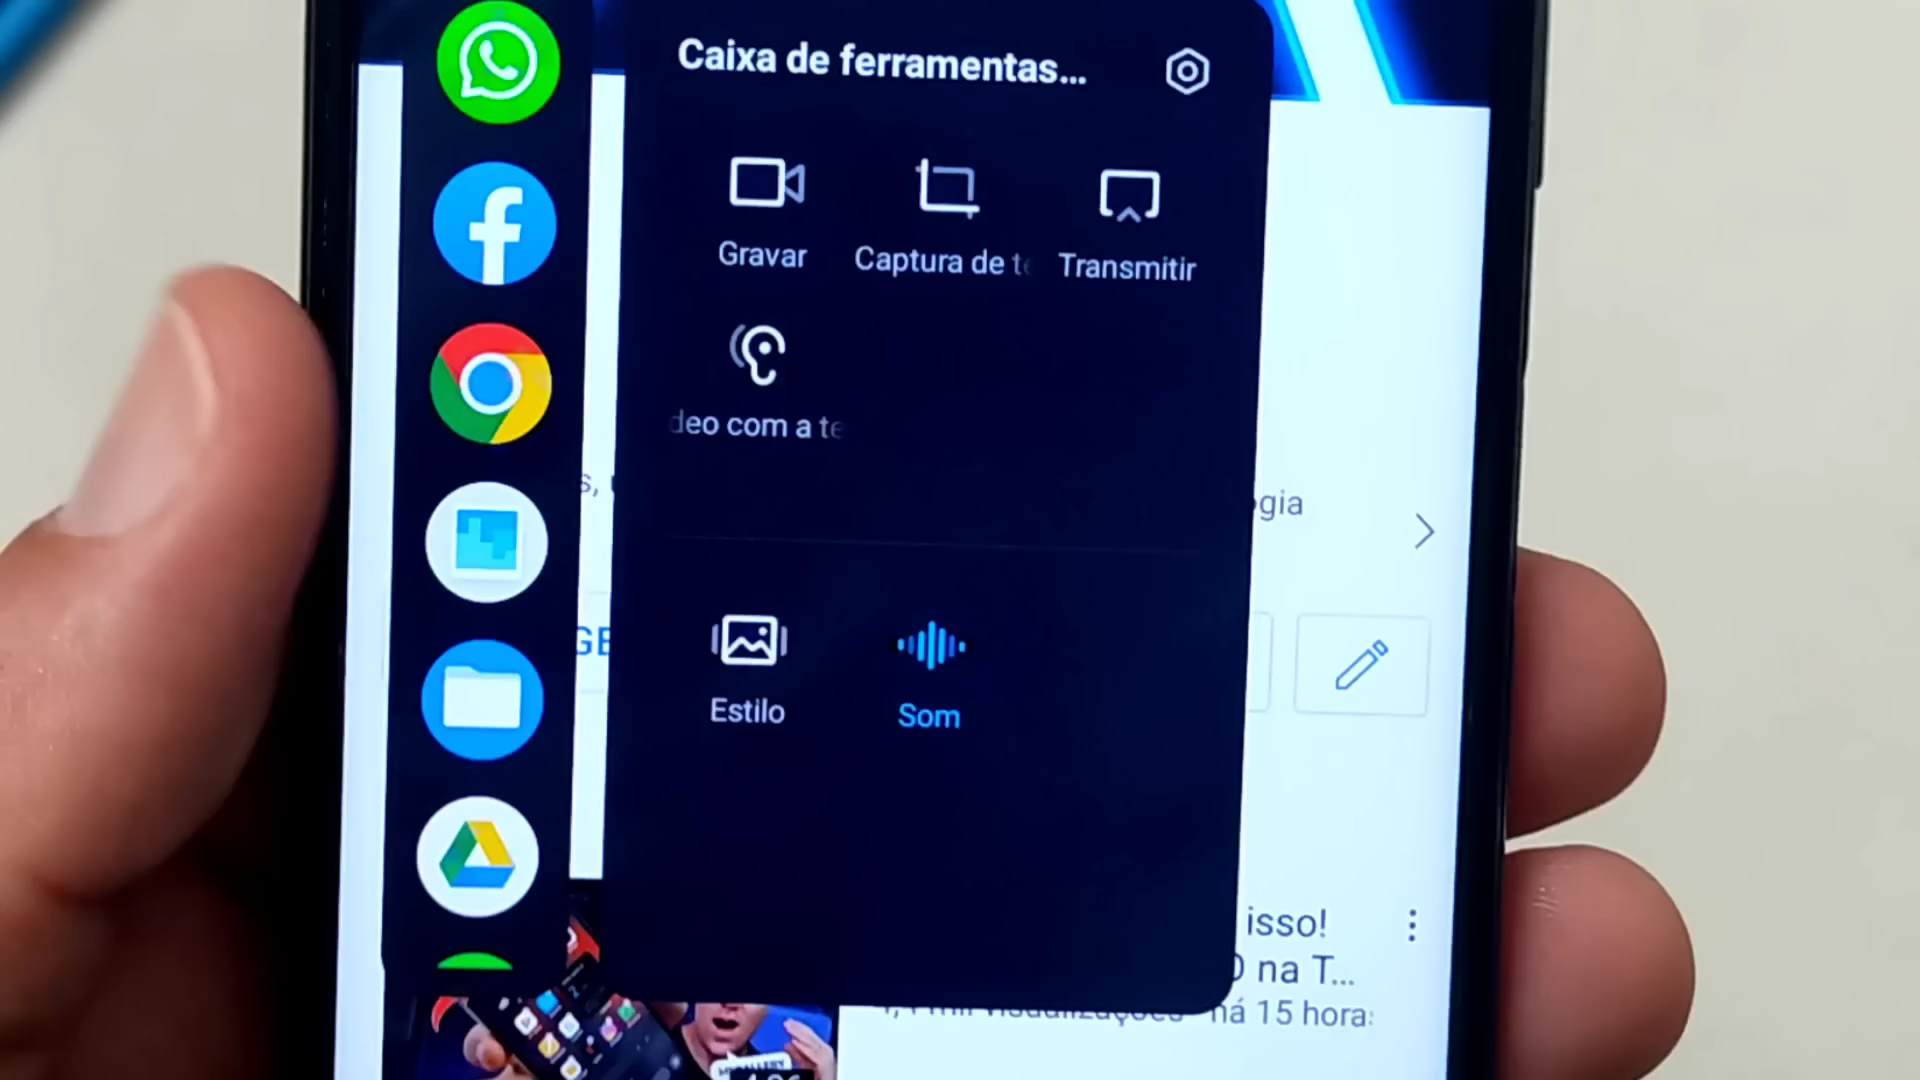 Caixa de ferramentas...
Gravar
Captura de te
Transmitir
deo com a te
gia
GE
Estilo
Som
isso!
na T...
há 15 hora